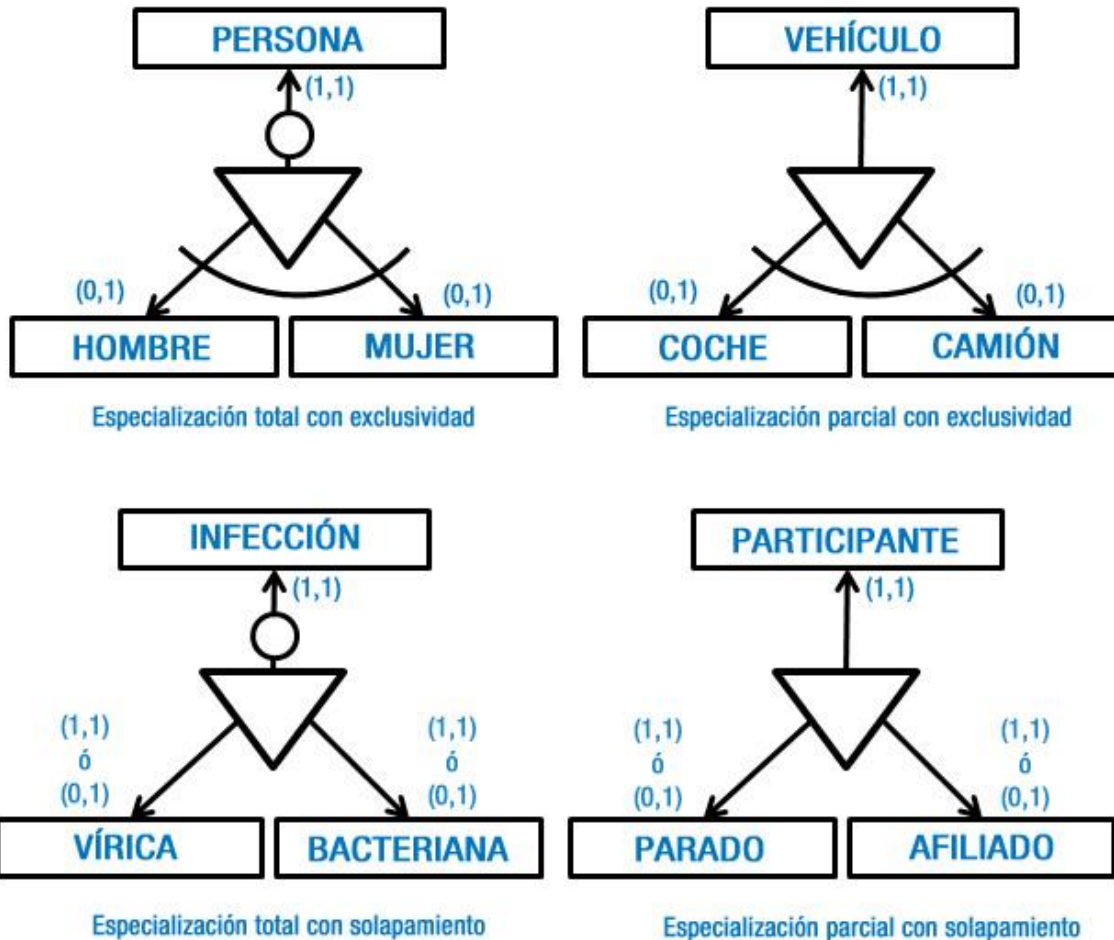 PERSONA
(1,1)
(0,1)
(0,1)
HOMBRE
MUJER
Especialización total con exclusividad
VEHÍCULO
(1,1)
(0,1)
(0,1)
COCHE
CAMIÓN
Especialización parcial con exclusividad
INFECCIÓN
(1,1)
(1,1)
ó
(0,1)
(1,1)
ó
(0,1)
VÍRICA
BACTERIANA
Especialización total con solapamiento
PARTICIPANTE
(1,1)
(1,1)
ó
(0,1)
(1,1)
ó
(0,1)
PARADO
AFILIADO
Especialización parcial con solapamiento